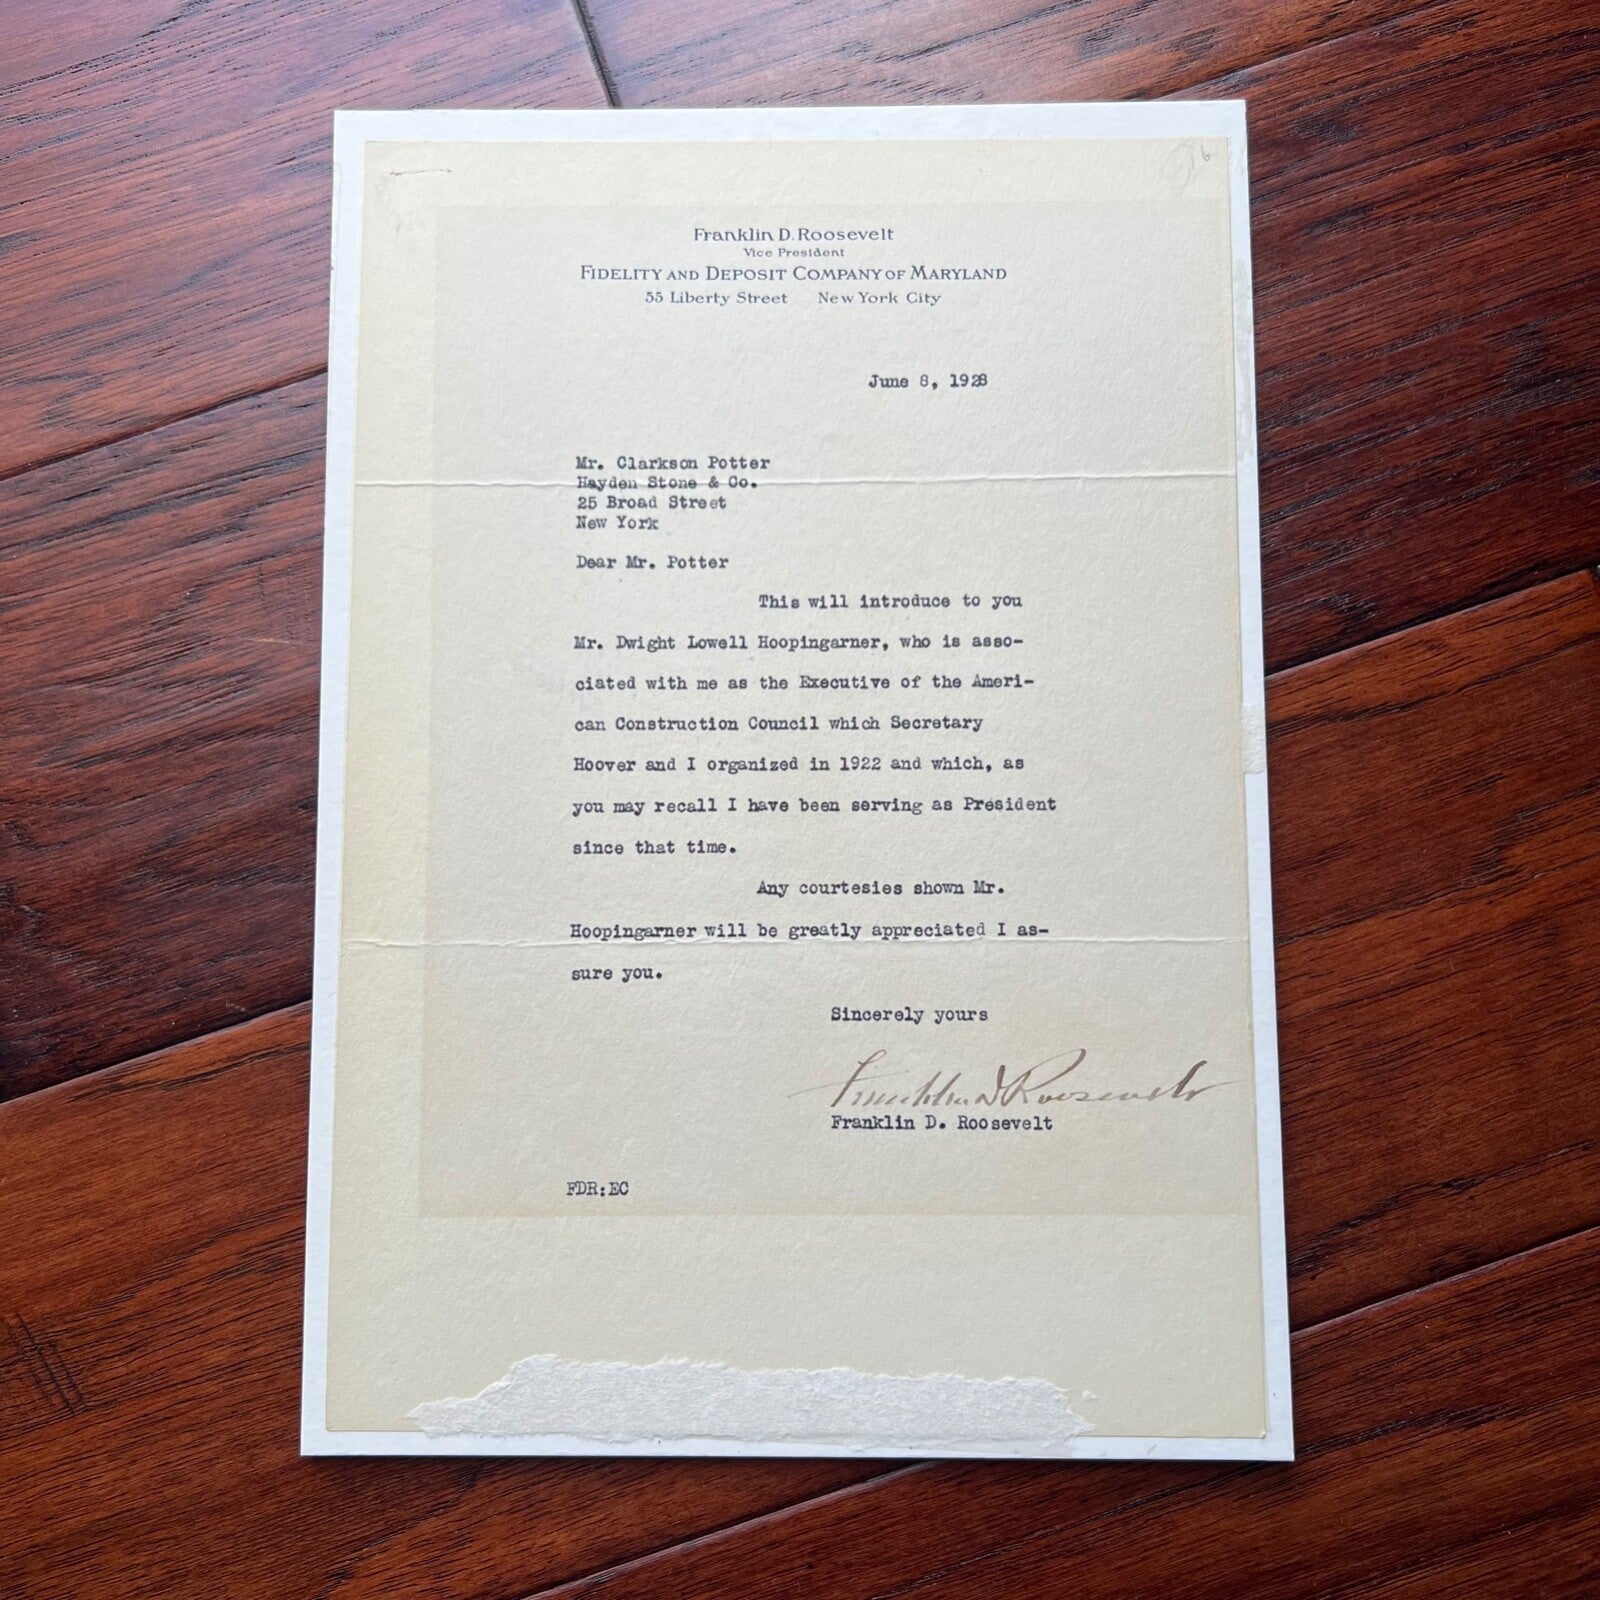 16
Franklin D. Roosevelt
Vice President
Fidelity and Deposit Company of Maryland
55 Liberty Street New York City
June 8, 1928
Mr. Clarkson Potter
Hayden Stone & Co.
25 Broad Street
New York
Dear Mr. Potter
This will introduce to you
Mr. Dwight Lowell Hoopingarner, who is asso-
ciated with me as the Executive of the Ameri-
can Construction Council which Secretary
Hoover and I organized in 1922 and which, as
you may recall I have been serving as President
since that time.
Any courtesies shown Mr.
Hoopingarner will be greatly appreciated I as-
sure you.
Sincerely yours
Franklin D Roosevelt
Franklin D. Roosevelt
FDR:EC